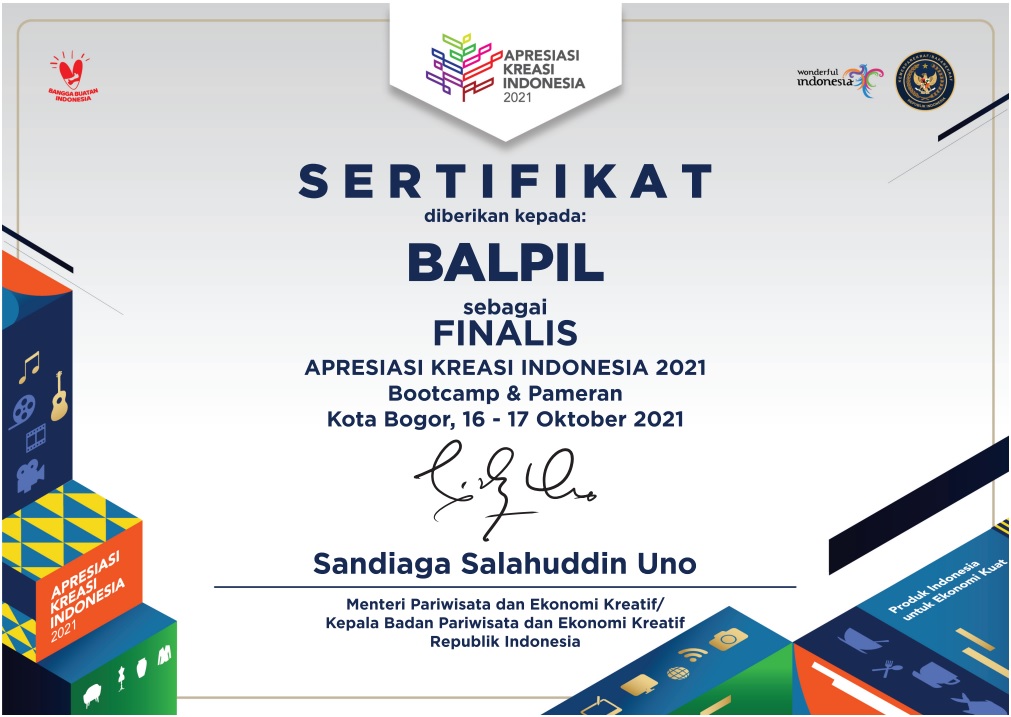 BANGGA BUATAN
INDONESIA
APRESIASI
KREASI
INDONESIA
2021
wonderful
indonesia
SERTIFIKAT
diberikan kepada:
BALPIL
sebagai
FINALIS
APRESIASI KREASI INDONESIA 2021
Bootcamp & Pameran
Kota Bogor, 16 - 17 Oktober 2021
Sandiaga Salahuddin Uno
Menteri Pariwisata dan Ekonomi Kreatif/
Kepala Badan Pariwisata dan Ekonomi Kreatif
Republik Indonesia
APRESIASI
KREASI
INDONESIA
2021
Produk Indonesia
untuk Ekonomi Kuat